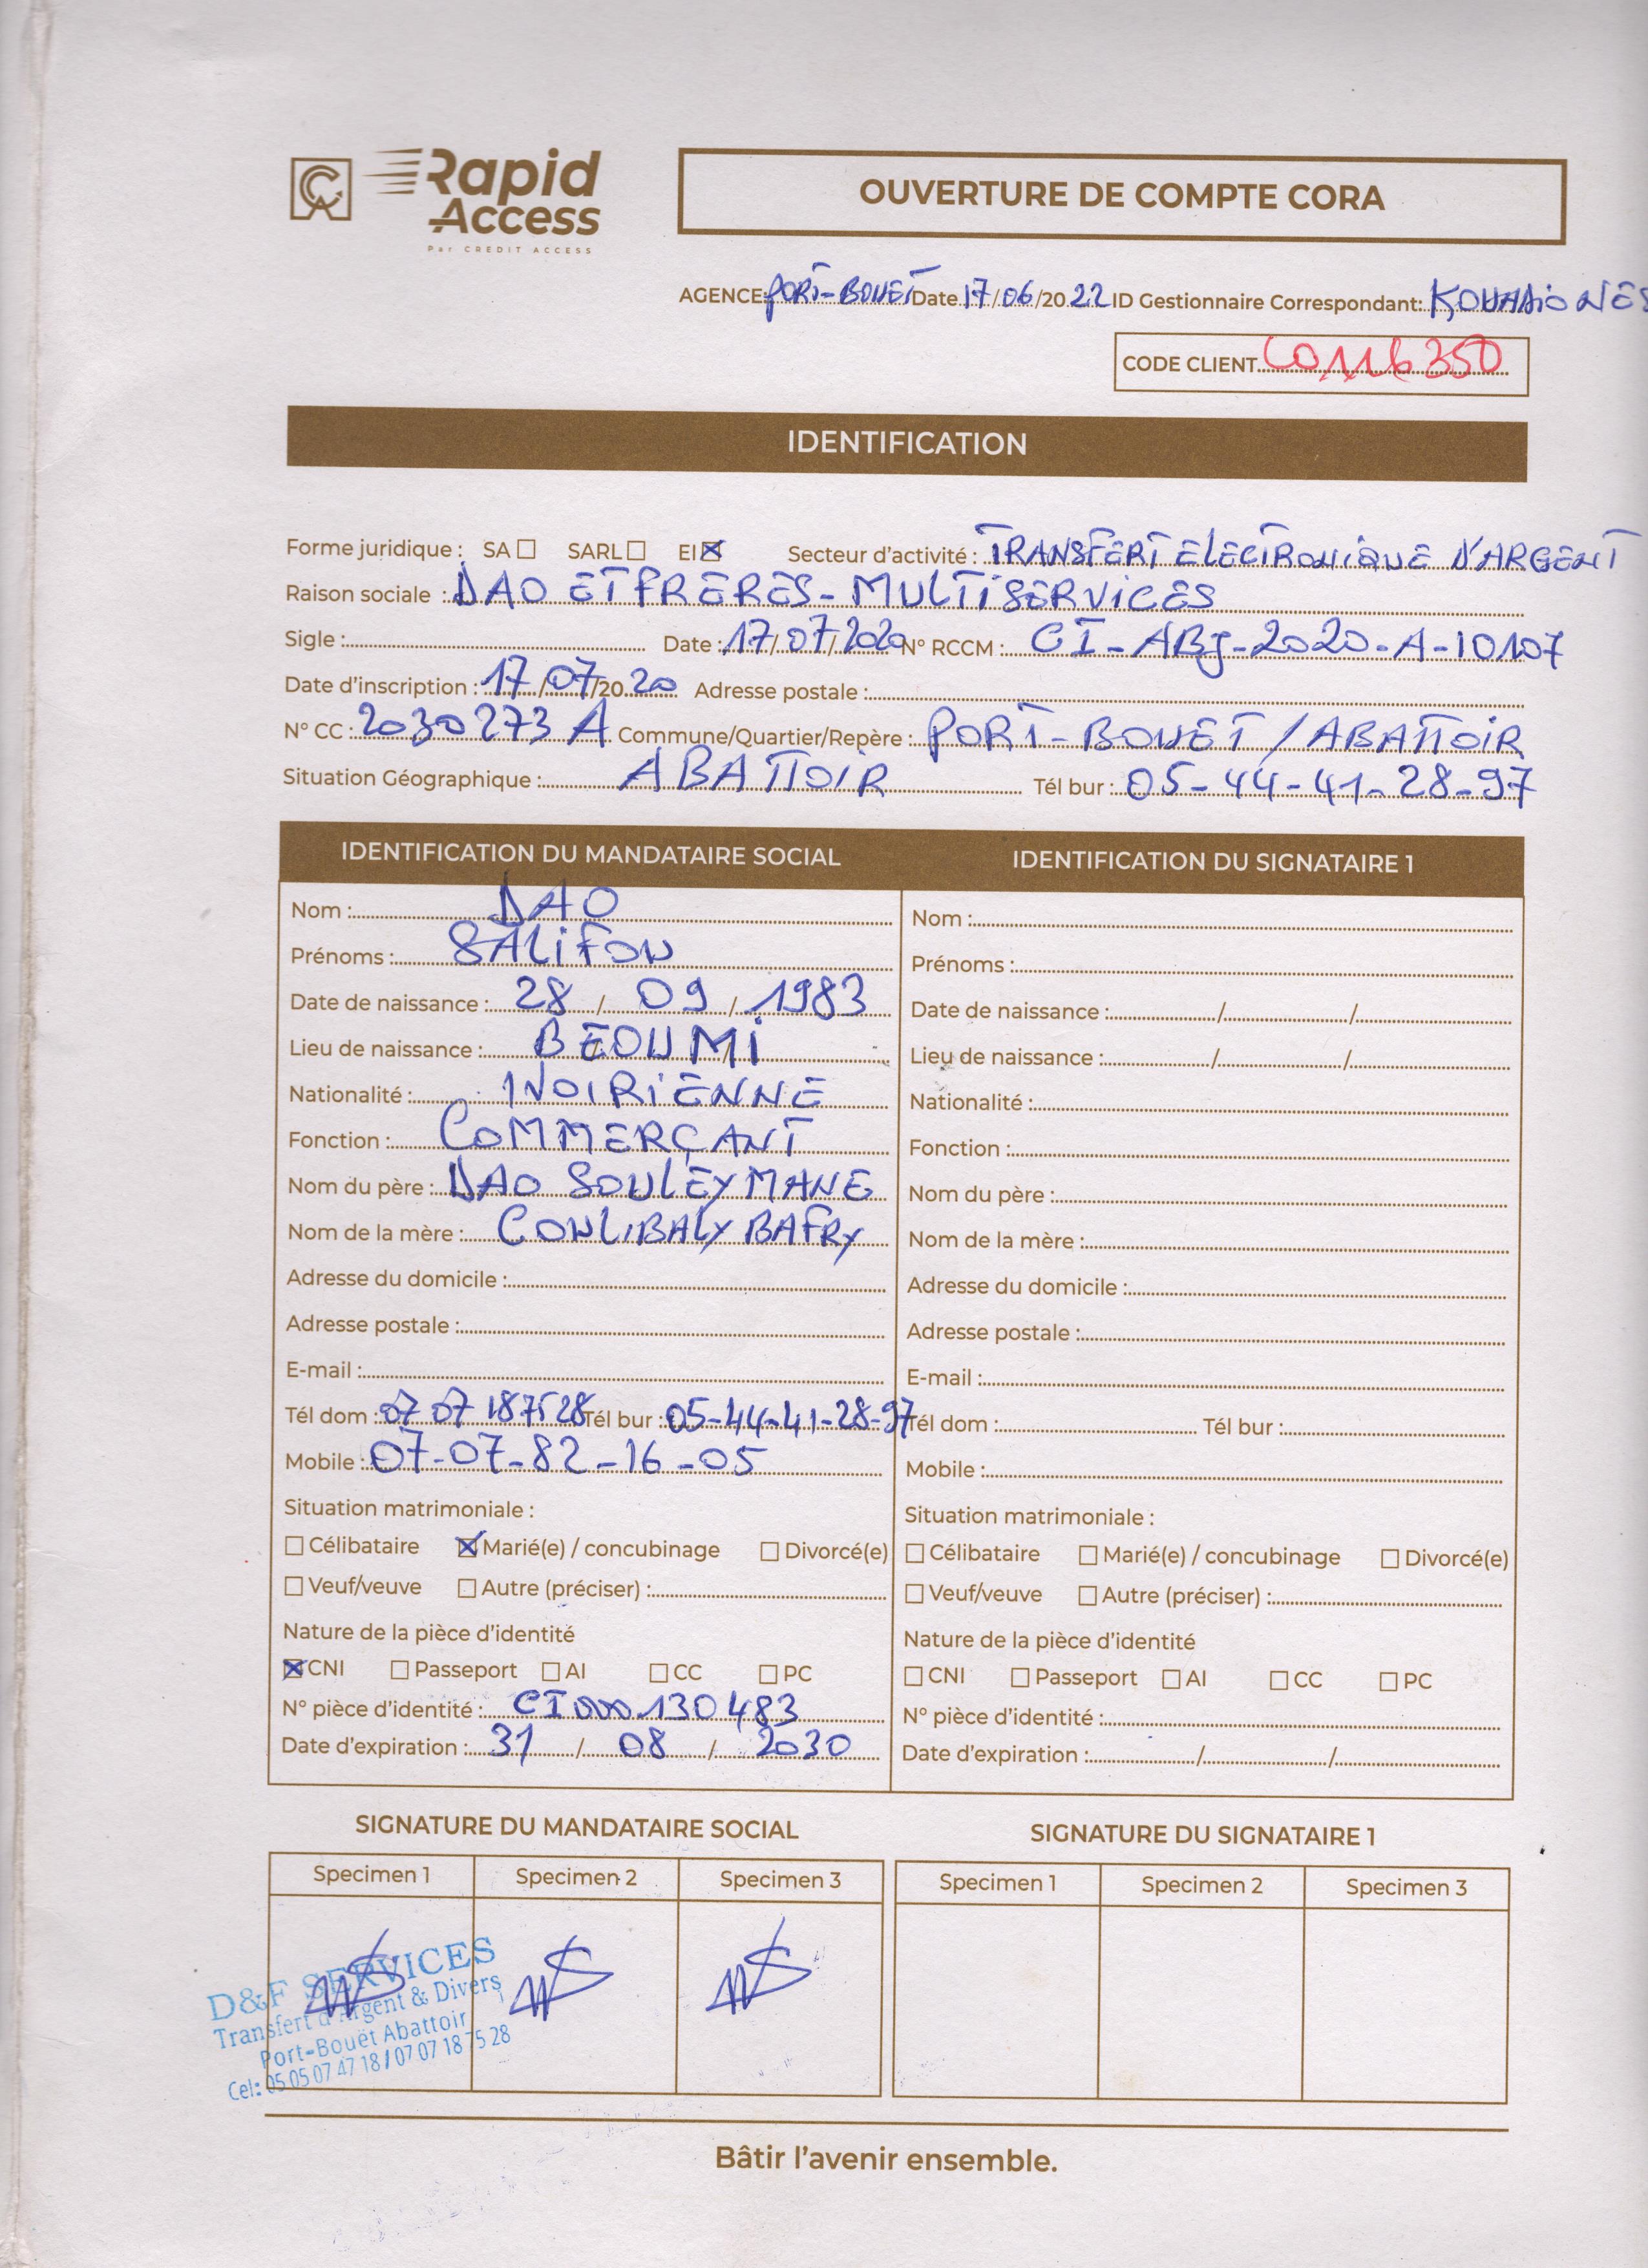 CA Rapid Access
Par CREDIT ACCESS
OUVERTURE DE COMPTE CORA
AGENCE: PORT-BOUET Date 17/06/2022 ID Gestionnaire Correspondant:
CODE CLIENT C0116350
IDENTIFICATION
Forme juridique : SA ☐ SARL ☐ EI ☒ Secteur d'activité : TRANSFERT ELECTRONIQUE D'ARGENT
Raison sociale : DAO ET FRERES-MULTISERVICES
Sigle : Date : 17/07/2020 N° RCCM : CI-ABJ-2020-A-10107
Date d'inscription : 17/07/2020 Adresse postale :
N° CC : 2030273 A Commune/Quartier/Repère : PORT-BOUET/ABATTOIR
Situation Géographique : ABATTOIR Tél bur : 05-44-41-28-97
IDENTIFICATION DU MANDATAIRE SOCIAL
Nom : DAO
Prénoms : SALIFOU
Date de naissance : 28 / 09 / 1983
Lieu de naissance : BEOUMI
Nationalité : IVOIRIENNE
Fonction : COMMERÇANT
Nom du père : DAO SOULEYMANE
Nom de la mère : COULIBALY BAFRY
Adresse du domicile :
Adresse postale :
E-mail :
Tél dom : 07 07 187528 Tél bur : 05-44-41-28-97
Mobile : 07-07-82-16-05
Situation matrimoniale :
☐ Célibataire ☒ Marié(e) / concubinage ☐ Divorcé(e)
☐ Veuf/veuve ☐ Autre (préciser) :
Nature de la pièce d'identité
☒ CNI ☐ Passeport ☐ AI ☐ CC ☐ PC
N° pièce d'identité : CI000130483
Date d'expiration : 31 / 08 / 2030
IDENTIFICATION DU SIGNATAIRE 1
Nom :
Prénoms :
Date de naissance : / /
Lieu de naissance : / /
Nationalité :
Fonction :
Nom du père :
Nom de la mère :
Adresse du domicile :
Adresse postale :
E-mail :
Tél dom : Tél bur :
Mobile :
Situation matrimoniale :
☐ Célibataire ☐ Marié(e) / concubinage ☐ Divorcé(e)
☐ Veuf/veuve ☐ Autre (préciser) :
Nature de la pièce d'identité
☐ CNI ☐ Passeport ☐ AI ☐ CC ☐ PC
N° pièce d'identité :
Date d'expiration : / /
SIGNATURE DU MANDATAIRE SOCIAL
Specimen 1 Specimen 2 Specimen 3
D&F SERVICES
Transfert d'Argent & Divers
Port-Bouët Abattoir
Cel: 05 05 07 47 18 / 07 07 18 75 28
SIGNATURE DU SIGNATAIRE 1
Specimen 1 Specimen 2 Specimen 3
Bâtir l'avenir ensemble.